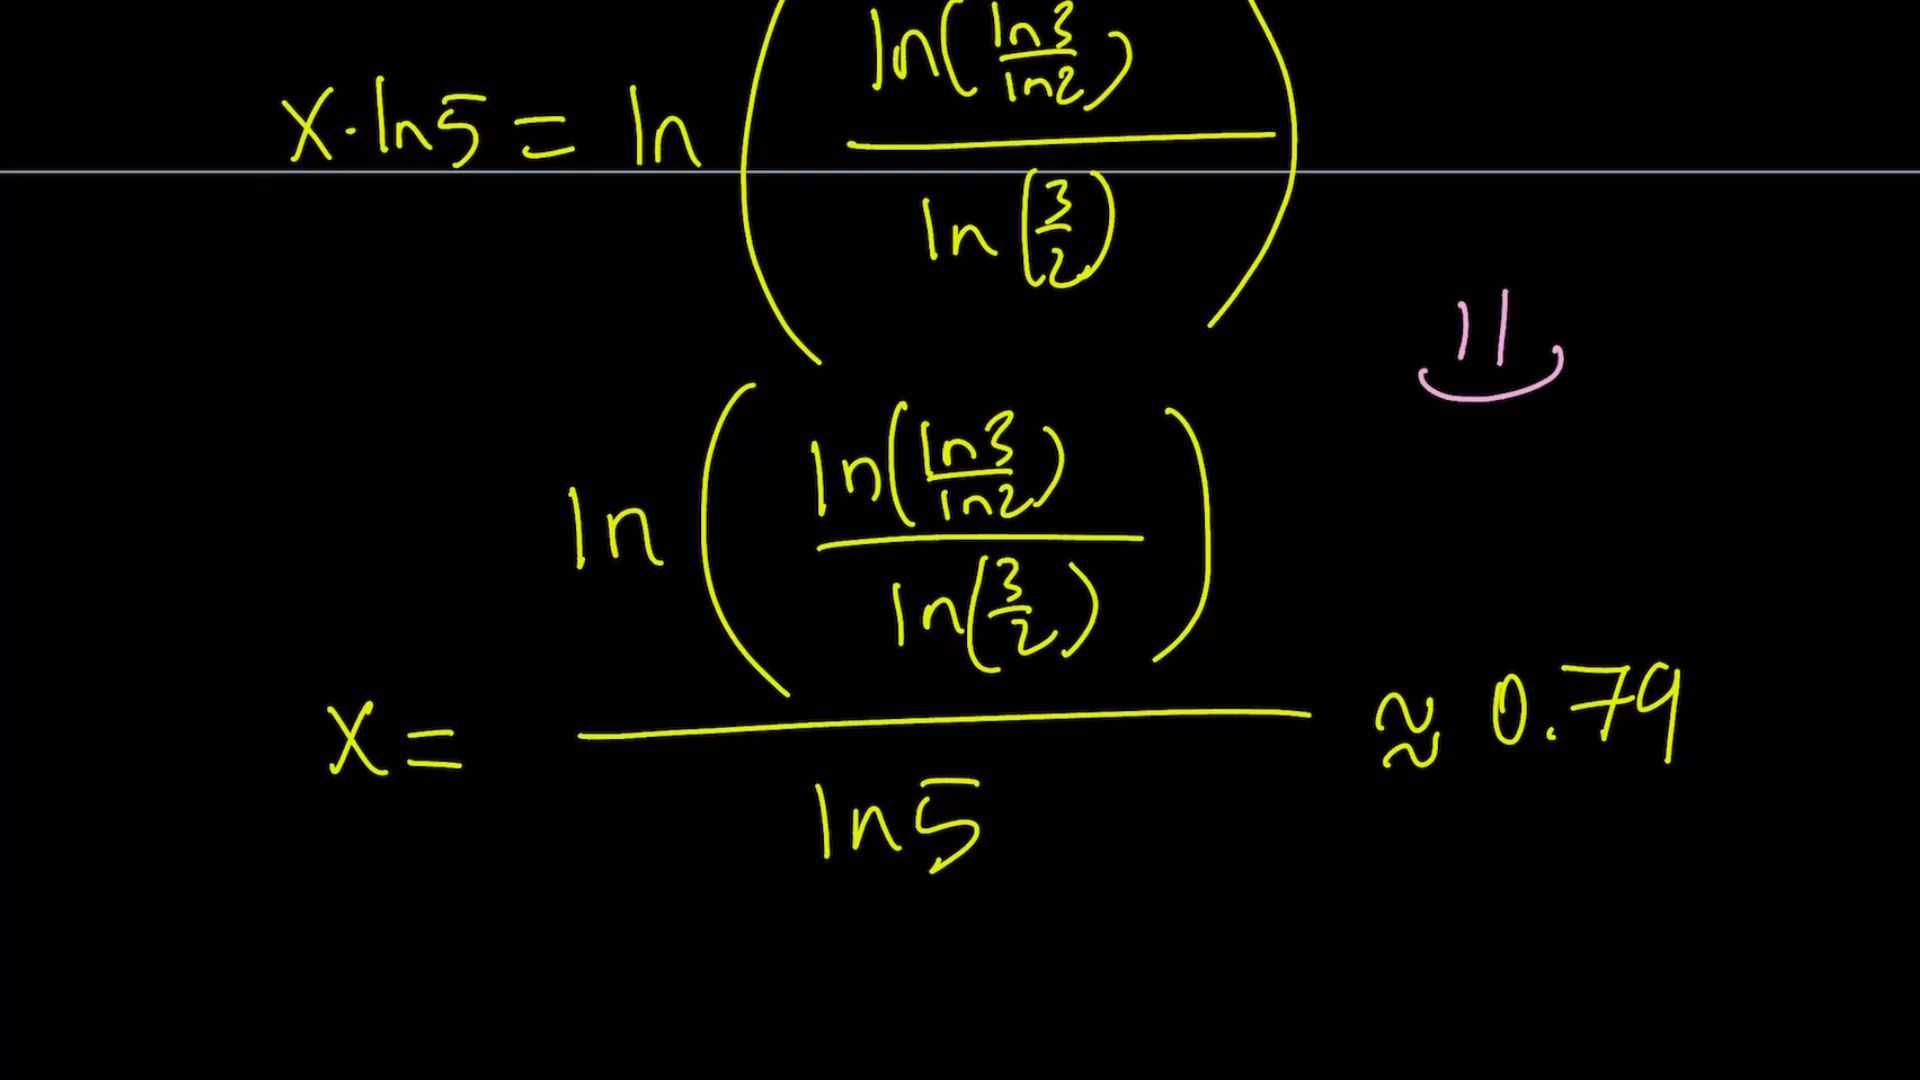 x·ln5 = ln( ln(ln3/ln2) / ln(3/2) )
x = ln( ln(ln3/ln2) / ln(3/2) ) / ln5 ≈ 0.79